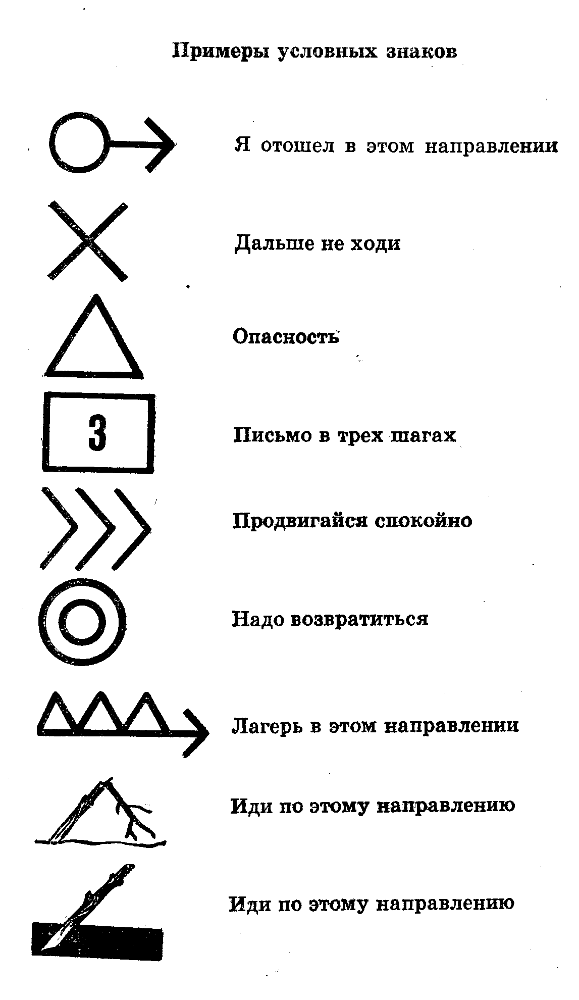 Примеры условных знаков
Я отошел в этом направлении
Дальше не ходи
Опасность
3
Письмо в трех шагах
Продвигайся спокойно
Надо возвратиться
Лагерь в этом направлении
Иди по этому направлению
Иди по этому направлению